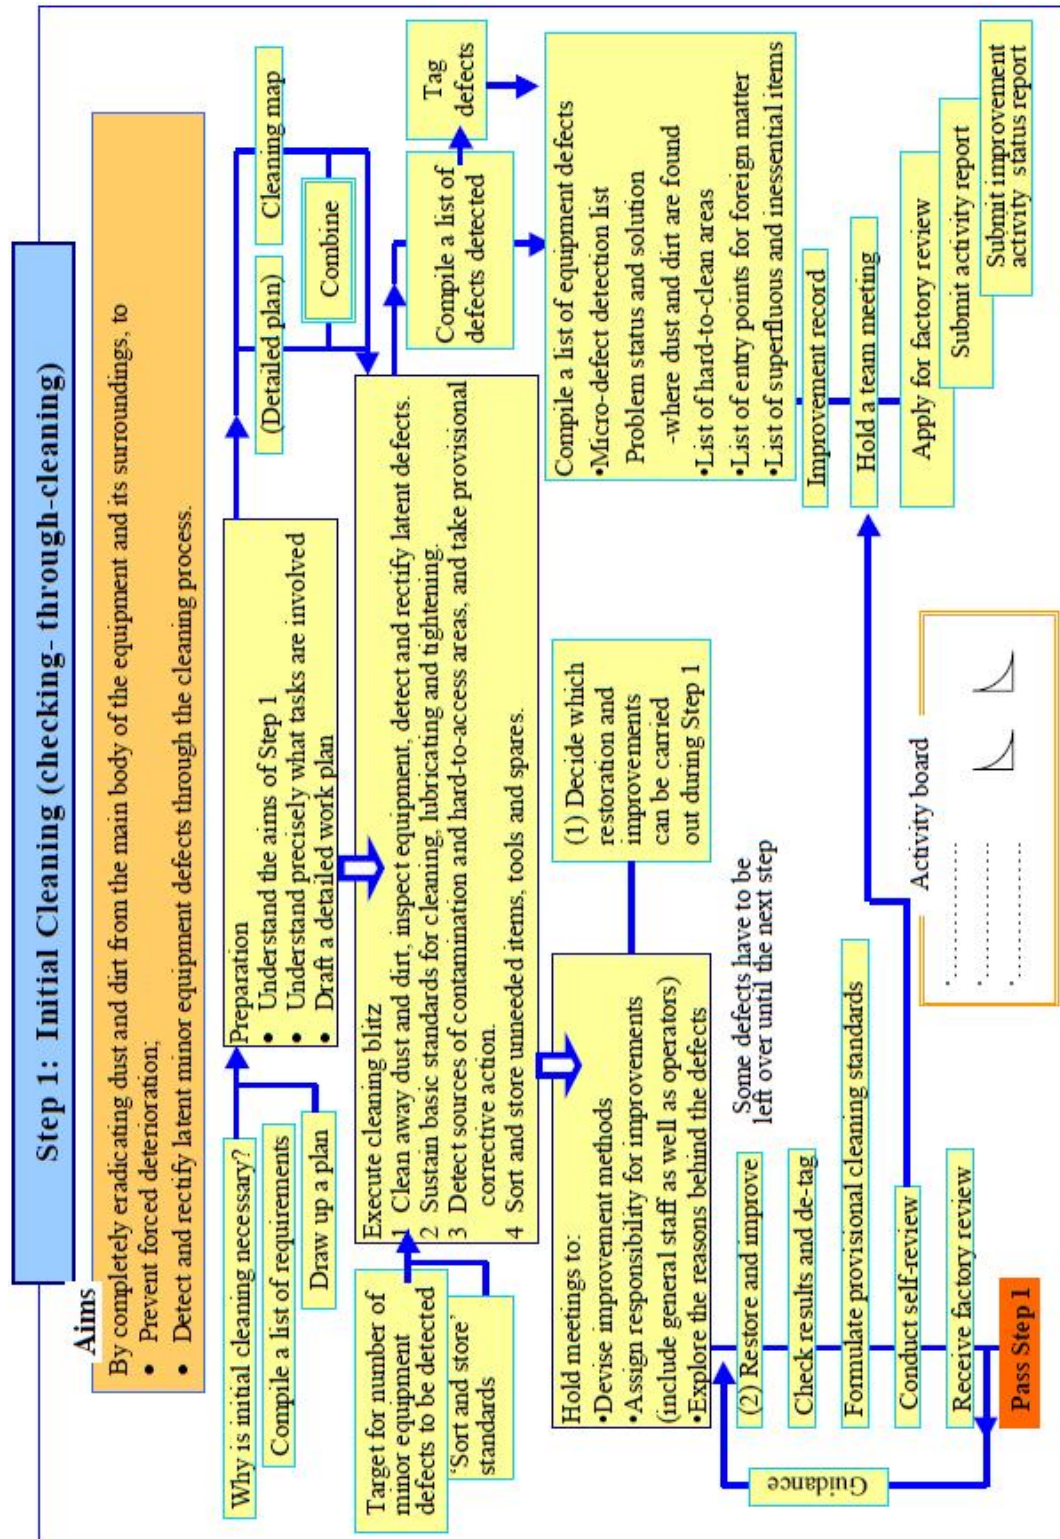 Step 1: Initial Cleaning (checking- through-cleaning)
Aims
By completely eradicating dust and dirt from the main body of the equipment and its surroundings, to
• Prevent forced deterioration;
• Detect and rectify latent minor equipment defects through the cleaning process.
Why is initial cleaning necessary?
Compile a list of requirements
Draw up a plan
Preparation
• Understand the aims of Step 1
• Understand precisely what tasks are involved
• Draft a detailed work plan
(Detailed plan)
Cleaning map
Combine
Target for number of
minor equipment
defects to be detected
'Sort and store'
standards
Execute cleaning blitz
1 Clean away dust and dirt, inspect equipment, detect and rectify latent defects.
2 Sustain basic standards for cleaning, lubricating and tightening.
3 Detect sources of contamination and hard-to-access areas, and take provisional
corrective action.
4 Sort and store unneeded items, tools and spares.
Compile a list of
defects detected
Tag
defects
Hold meetings to:
•Devise improvement methods
•Assign responsibility for improvements
(include general staff as well as operators)
•Explore the reasons behind the defects
(1) Decide which
restoration and
improvements
can be carried
out during Step 1
Compile a list of equipment defects
•Micro-defect detection list
Problem status and solution
-where dust and dirt are found
•List of hard-to-clean areas
•List of entry points for foreign matter
•List of superfluous and inessential items
Some defects have to be
left over until the next step
(2) Restore and improve
Check results and de-tag
Formulate provisional cleaning standards
Conduct self-review
Receive factory review
Pass Step 1
Guidance
Improvement record
Hold a team meeting
Apply for factory review
Submit activity report
Submit improvement
activity status report
Activity board